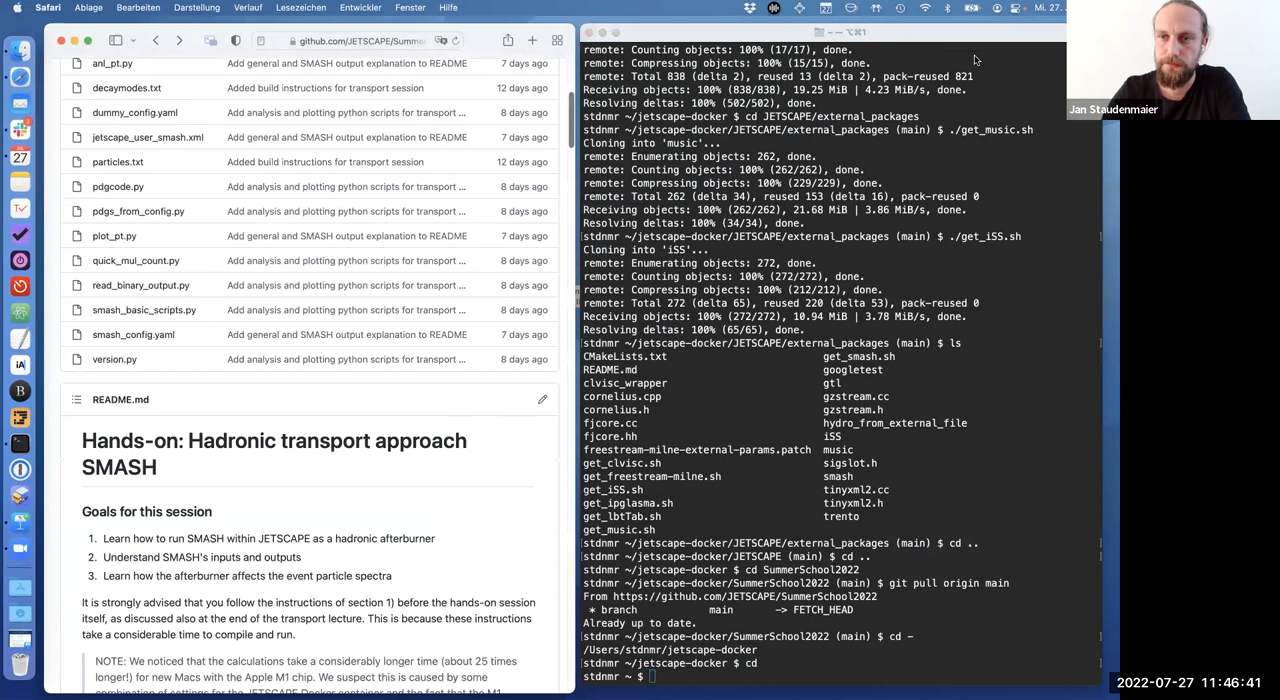 Safari Ablage Bearbeiten Darstellung Verlauf Lesezeichen Entwickler Fenster Hilfe
27
Mi. 27.
github.com/JETSCAPE/Summe
~ — ⌥⌘1
anl_pt.py Add general and SMASH output explanation to README 7 days ago
decaymodes.txt Added build instructions for transport session 12 days ago
dummy_config.yaml Add analysis and plotting python scripts for transport ... 8 days ago
jetscape_user_smash.xml Add general and SMASH output explanation to README 7 days ago
particles.txt Added build instructions for transport session 12 days ago
pdgcode.py Add analysis and plotting python scripts for transport ... 8 days ago
pdgs_from_config.py Add analysis and plotting python scripts for transport ... 8 days ago
plot_pt.py Add general and SMASH output explanation to README 7 days ago
quick_mul_count.py Add analysis and plotting python scripts for transport ... 8 days ago
read_binary_output.py Add analysis and plotting python scripts for transport ... 8 days ago
smash_basic_scripts.py Add analysis and plotting python scripts for transport ... 8 days ago
smash_config.yaml Add general and SMASH output explanation to README 7 days ago
version.py Add analysis and plotting python scripts for transport ... 8 days ago
README.md
Hands-on: Hadronic transport approach
SMASH
Goals for this session
1. Learn how to run SMASH within JETSCAPE as a hadronic afterburner
2. Understand SMASH's inputs and outputs
3. Learn how the afterburner affects the event particle spectra
It is strongly advised that you follow the instructions of section 1) before the hands-on session
itself, as discussed also at the end of the transport lecture. This is because these instructions
take a considerable time to compile and run.
NOTE: We noticed that the calculations take a considerably longer time (about 25 times
longer!) for new Macs with the Apple M1 chip. We suspect this is caused by some
combination of settings for the JETSCAPE Docker container and the fact that the M1
remote: Counting objects: 100% (17/17), done.
remote: Compressing objects: 100% (15/15), done.
remote: Total 838 (delta 2), reused 13 (delta 2), pack-reused 821
Receiving objects: 100% (838/838), 19.25 MiB | 4.23 MiB/s, done.
Resolving deltas: 100% (502/502), done.
stdnmr ~/jetscape-docker $ cd JETSCAPE/external_packages
stdnmr ~/jetscape-docker/JETSCAPE/external_packages (main) $ ./get_music.sh
Cloning into 'music'...
remote: Enumerating objects: 262, done.
remote: Counting objects: 100% (262/262), done.
remote: Compressing objects: 100% (229/229), done.
remote: Total 262 (delta 34), reused 153 (delta 16), pack-reused 0
Receiving objects: 100% (262/262), 21.68 MiB | 3.86 MiB/s, done.
Resolving deltas: 100% (34/34), done.
stdnmr ~/jetscape-docker/JETSCAPE/external_packages (main) $ ./get_iSS.sh
Cloning into 'iSS'...
remote: Enumerating objects: 272, done.
remote: Counting objects: 100% (272/272), done.
remote: Compressing objects: 100% (212/212), done.
remote: Total 272 (delta 65), reused 220 (delta 53), pack-reused 0
Receiving objects: 100% (272/272), 10.94 MiB | 3.78 MiB/s, done.
Resolving deltas: 100% (65/65), done.
stdnmr ~/jetscape-docker/JETSCAPE/external_packages (main) $ ls
CMakeLists.txt get_smash.sh
README.md googletest
clvisc_wrapper gtl
cornelius.cpp gzstream.cc
cornelius.h gzstream.h
fjcore.cc hydro_from_external_file
fjcore.hh iSS
freestream-milne-external-params.patch music
get_clvisc.sh sigslot.h
get_freestream-milne.sh smash
get_iSS.sh tinyxml2.cc
get_ipglasma.sh tinyxml2.h
get_lbtTab.sh trento
get_music.sh
stdnmr ~/jetscape-docker/JETSCAPE/external_packages (main) $ cd ..
stdnmr ~/jetscape-docker/JETSCAPE (main) $ cd ..
stdnmr ~/jetscape-docker $ cd SummerSchool2022
stdnmr ~/jetscape-docker/SummerSchool2022 (main) $ git pull origin main
From https://github.com/JETSCAPE/SummerSchool2022
* branch main -> FETCH_HEAD
Already up to date.
stdnmr ~/jetscape-docker/SummerSchool2022 (main) $ cd -
/Users/stdnmr/jetscape-docker
stdnmr ~/jetscape-docker $ cd
stdnmr ~ $
Jan Staudenmaier
2022-07-27 11:46:41